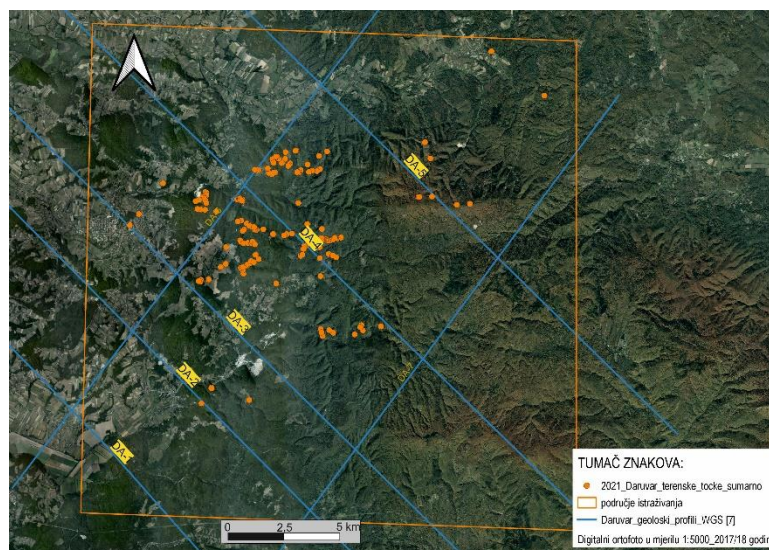 DA-5
DA-4
DA-3
DA-2
DA-1
TUMAČ ZNAKOVA:
2021_Daruvar_terenske_tocke_sumarno
područje istraživanja
Daruvar_geoloski_profili_WGS [7]
Digitalni ortofoto u mjerilu 1:5000_2017/18 godin
0 2,5 5 km